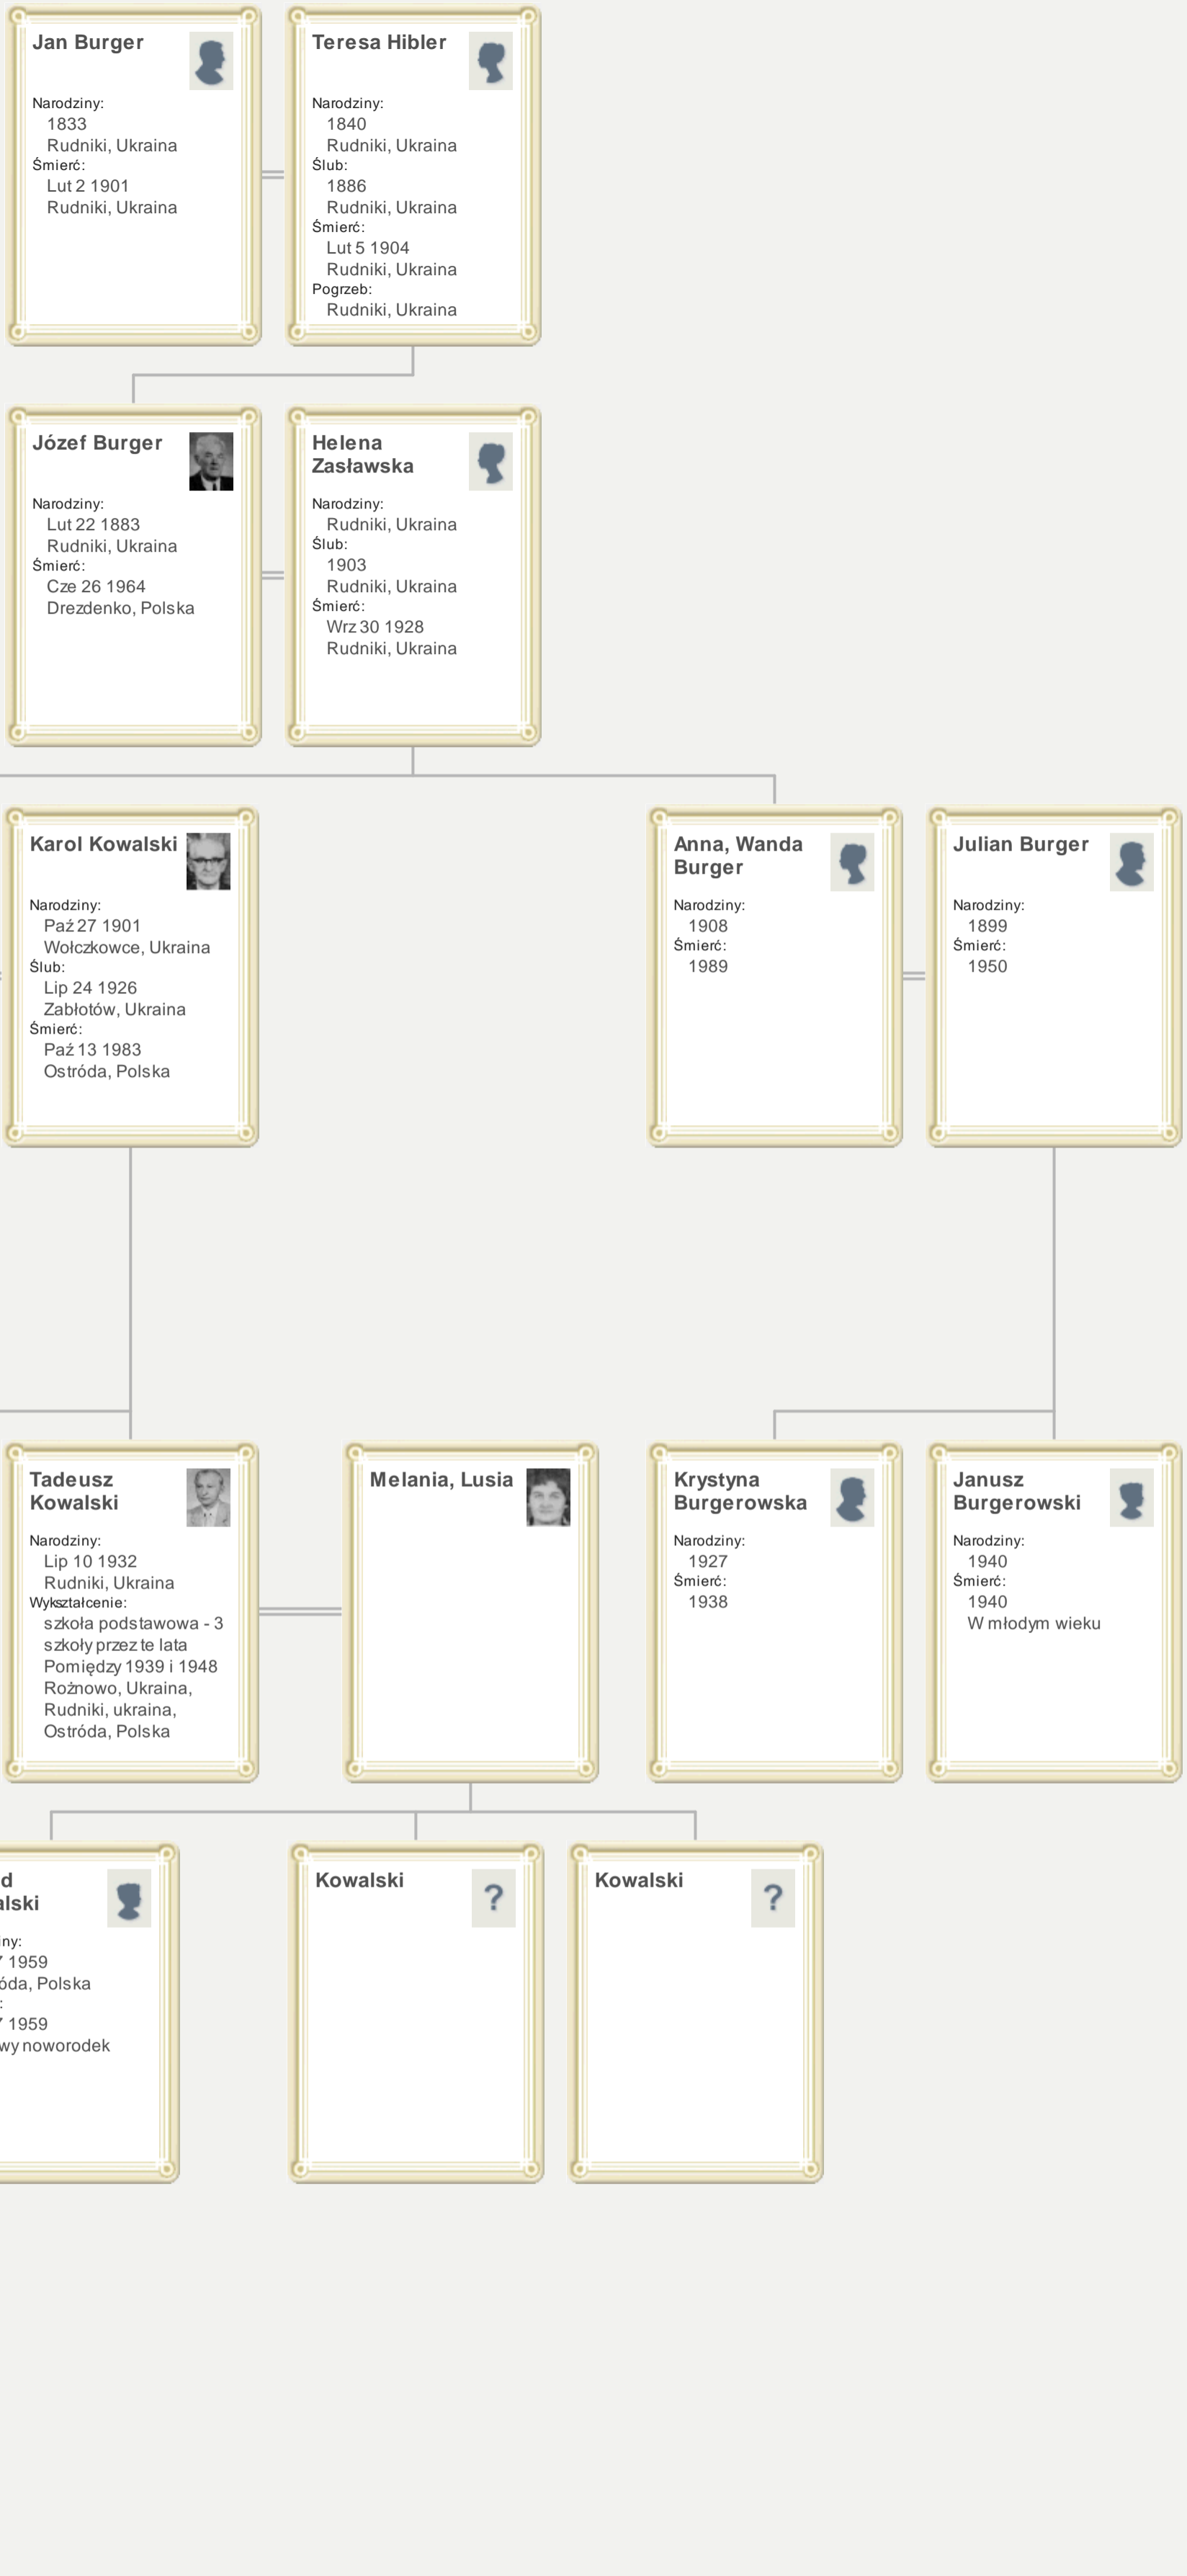 Jan Burger
Narodziny:
1833
Rudniki, Ukraina
Śmierć:
Lut 2 1901
Rudniki, Ukraina
Teresa Hibler
Narodziny:
1840
Rudniki, Ukraina
Ślub:
1886
Rudniki, Ukraina
Śmierć:
Lut 5 1904
Rudniki, Ukraina
Pogrzeb:
Rudniki, Ukraina
Józef Burger
Narodziny:
Lut 22 1883
Rudniki, Ukraina
Śmierć:
Cze 26 1964
Drezdenko, Polska
Helena
Zasławska
Narodziny:
Rudniki, Ukraina
Ślub:
1903
Rudniki, Ukraina
Śmierć:
Wrz 30 1928
Rudniki, Ukraina
Karol Kowalski
Narodziny:
Paź 27 1901
Wołczkowce, Ukraina
Ślub:
Lip 24 1926
Zabłotów, Ukraina
Śmierć:
Paź 13 1983
Ostróda, Polska
Anna, Wanda
Burger
Narodziny:
1908
Śmierć:
1989
Julian Burger
Narodziny:
1899
Śmierć:
1950
Tadeusz
Kowalski
Narodziny:
Lip 10 1932
Rudniki, Ukraina
Wykształcenie:
szkoła podstawowa - 3
szkoły przez te lata
Pomiędzy 1939 i 1948
Rożnowo, Ukraina,
Rudniki, ukraina,
Ostróda, Polska
Melania, Lusia
Krystyna
Burgerowska
Narodziny:
1927
Śmierć:
1938
Janusz
Burgerowski
Narodziny:
1940
Śmierć:
1940
W młodym wieku
d
alski
iny:
1959
óda, Polska
:
1959
wy noworodek
Kowalski
?
Kowalski
?